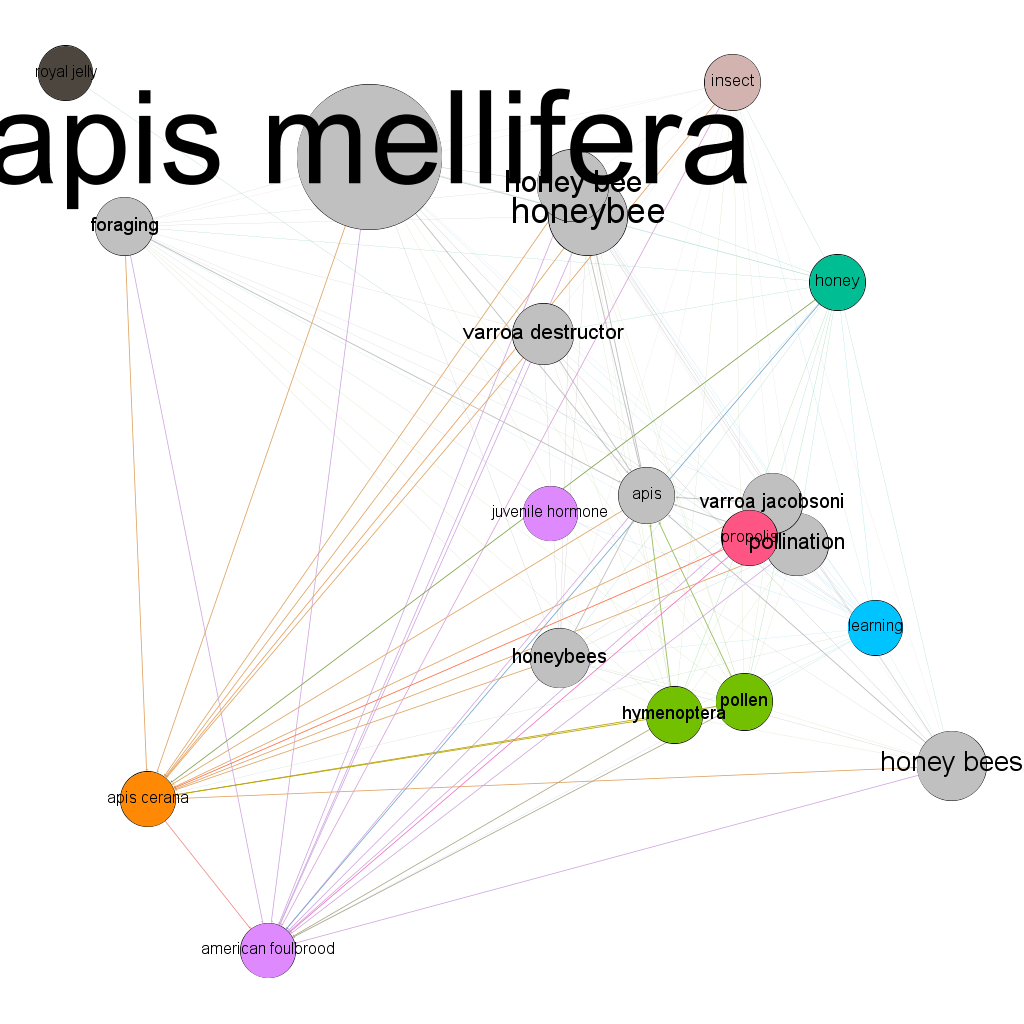 royal jelly
insect
apis mellifera
honey bee
honeybee
foraging
honey
varroa destructor
apis
varroa jacobsoni
juvenile hormone
propolis
pollination
learning
honeybees
pollen
hymenoptera
honey bees
apis cerana
american foulbrood